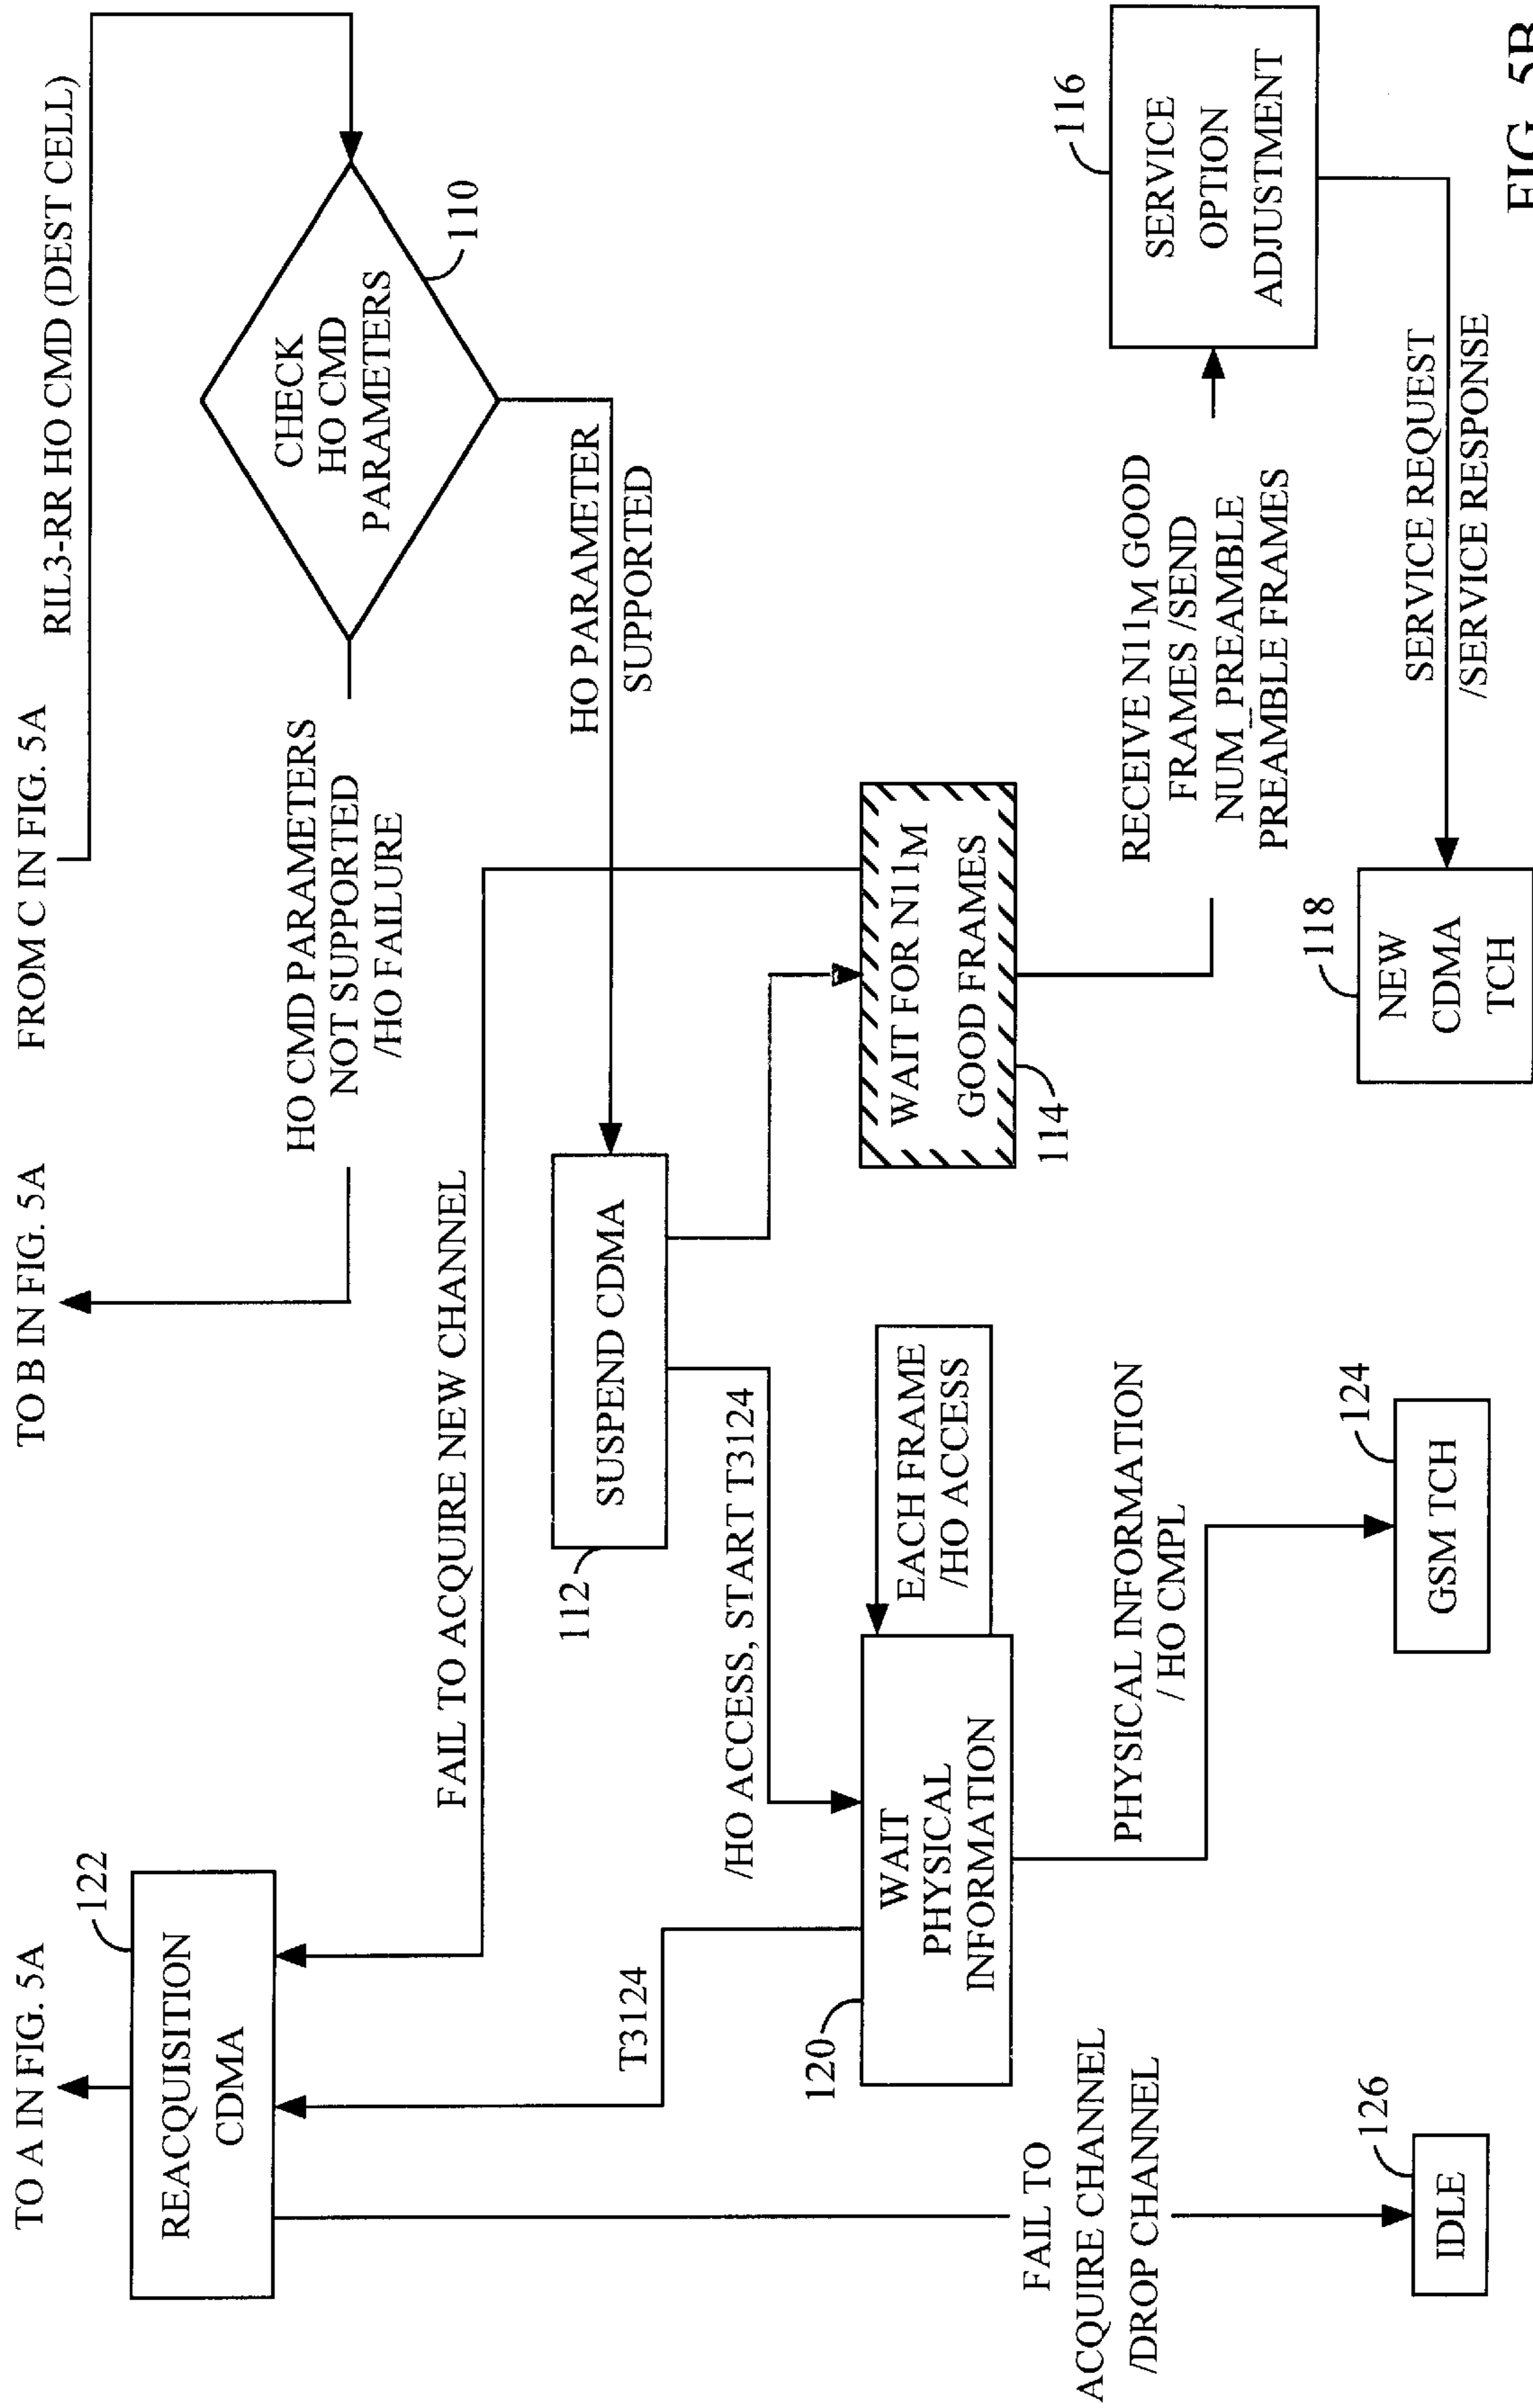 TO A IN FIG. 5A
TO B IN FIG. 5A
FROM C IN FIG. 5A
RIL3-RR HO CMD (DEST CELL)
122
REACQUISITION
CDMA
HO CMD PARAMETERS
NOT SUPPORTED
/HO FAILURE
CHECK
HO CMD
PARAMETERS
110
FAIL TO ACQUIRE NEW CHANNEL
HO PARAMETER
SUPPORTED
SUSPEND CDMA
112
T3124
/HO ACCESS, START T3124
120
WAIT
PHYSICAL
INFORMATION
EACH FRAME
/HO ACCESS
WAIT FOR N11M
GOOD FRAMES
114
RECEIVE N11M GOOD
FRAMES /SEND
NUM_PREAMBLE
PREAMBLE FRAMES
116
SERVICE
OPTION
ADJUSTMENT
FAIL TO
ACQUIRE CHANNEL
/DROP CHANNEL
PHYSICAL INFORMATION
/ HO CMPL
SERVICE REQUEST
/SERVICE RESPONSE
126
IDLE
124
GSM TCH
118
NEW
CDMA
TCH
FIG. 5B